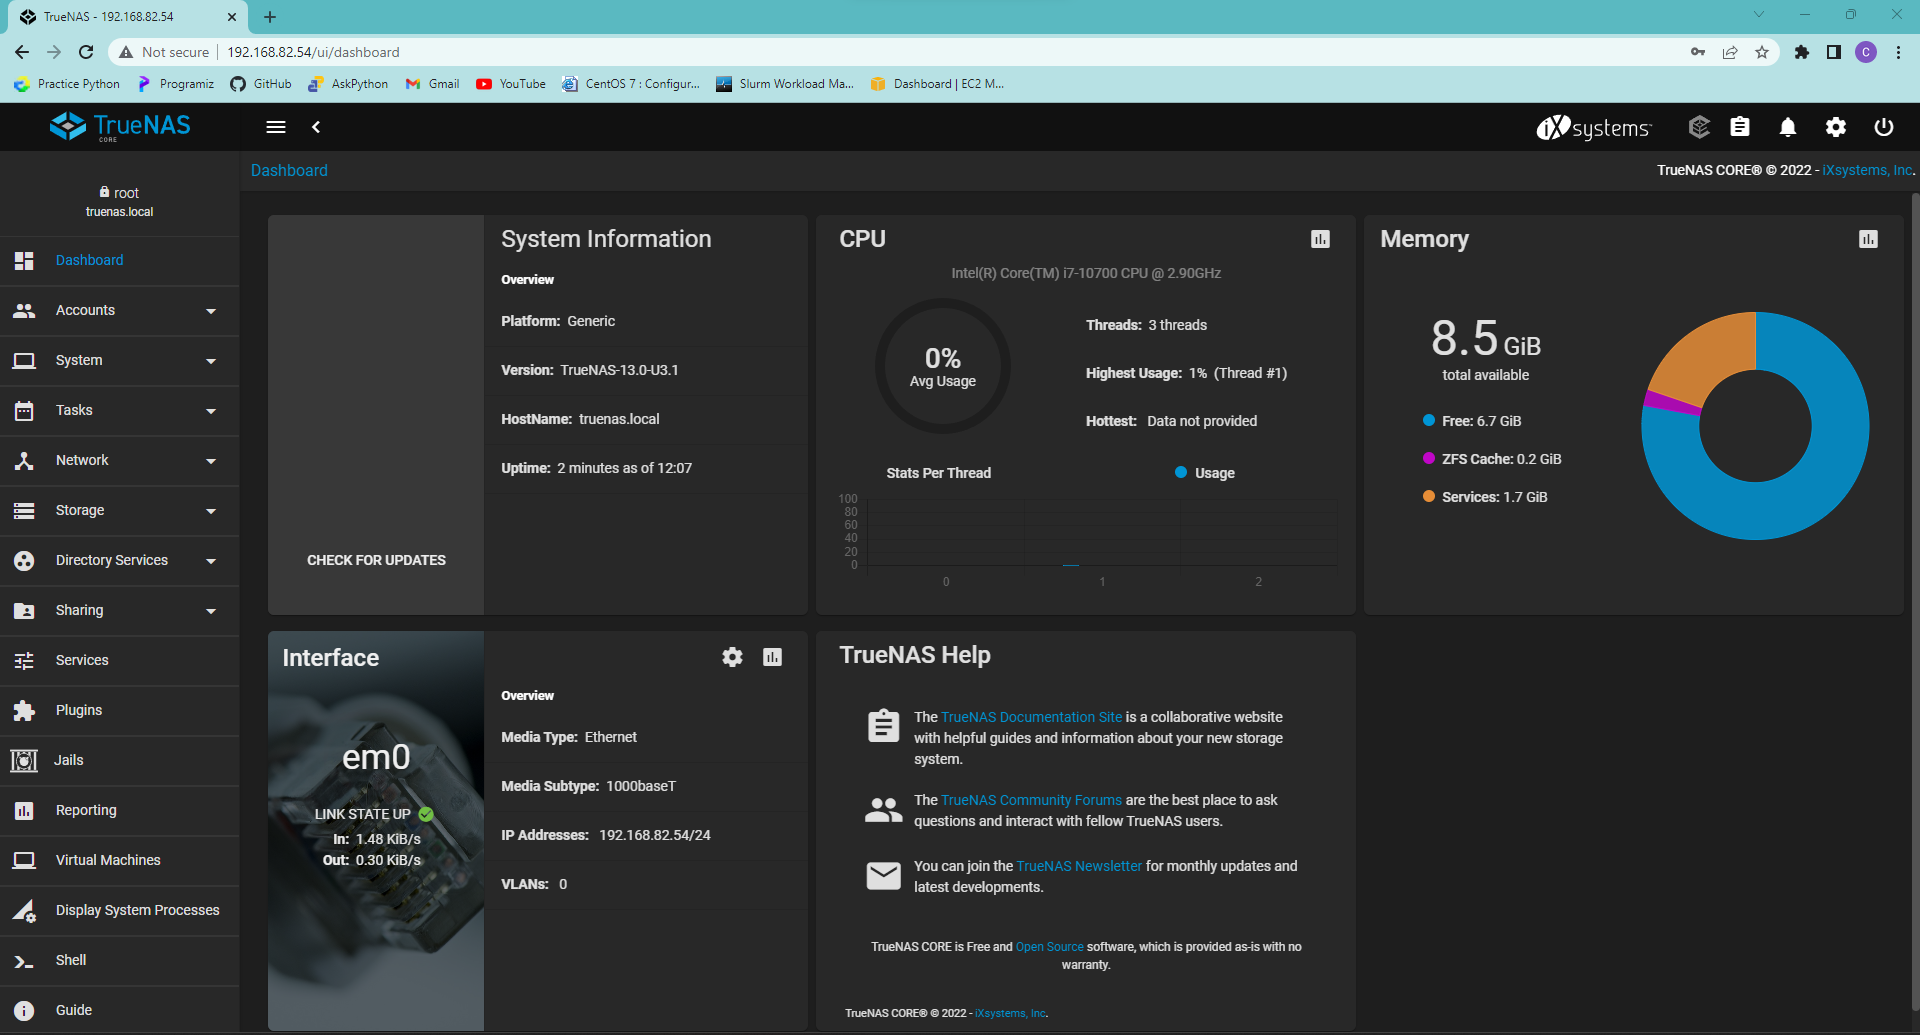 TrueNAS - 192.168.82.54
Not secure
192.168.82.54/ui/dashboard
C
Practice Python
Programiz
GitHub
AskPython
Gmail
YouTube
CentOS 7 : Configur...
Slurm Workload Ma...
Dashboard | EC2 M...
TrueNAS
CORE
iXsystems
Dashboard
TrueNAS CORE® © 2022 - iXsystems, Inc.
root
truenas.local
Dashboard
Accounts
System
Tasks
Network
Storage
Directory Services
Sharing
Services
Plugins
Jails
Reporting
Virtual Machines
Display System Processes
Shell
Guide
CHECK FOR UPDATES
System Information
Overview
Platform: Generic
Version: TrueNAS-13.0-U3.1
HostName: truenas.local
Uptime: 2 minutes as of 12:07
CPU
Intel(R) Core(TM) i7-10700 CPU @ 2.90GHz
0%
Avg Usage
Threads: 3 threads
Highest Usage: 1% (Thread #1)
Hottest: Data not provided
Stats Per Thread
Usage
100
80
60
40
20
0
0 1 2
Memory
8.5 GiB
total available
Free: 6.7 GiB
ZFS Cache: 0.2 GiB
Services: 1.7 GiB
Interface
em0
LINK STATE UP
In: 1.48 KiB/s
Out: 0.30 KiB/s
Overview
Media Type: Ethernet
Media Subtype: 1000baseT
IP Addresses: 192.168.82.54/24
VLANs: 0
TrueNAS Help
The TrueNAS Documentation Site is a collaborative website
with helpful guides and information about your new storage
system.
The TrueNAS Community Forums are the best place to ask
questions and interact with fellow TrueNAS users.
You can join the TrueNAS Newsletter for monthly updates and
latest developments.
TrueNAS CORE is Free and Open Source software, which is provided as-is with no
warranty.
TrueNAS CORE® © 2022 - iXsystems, Inc.